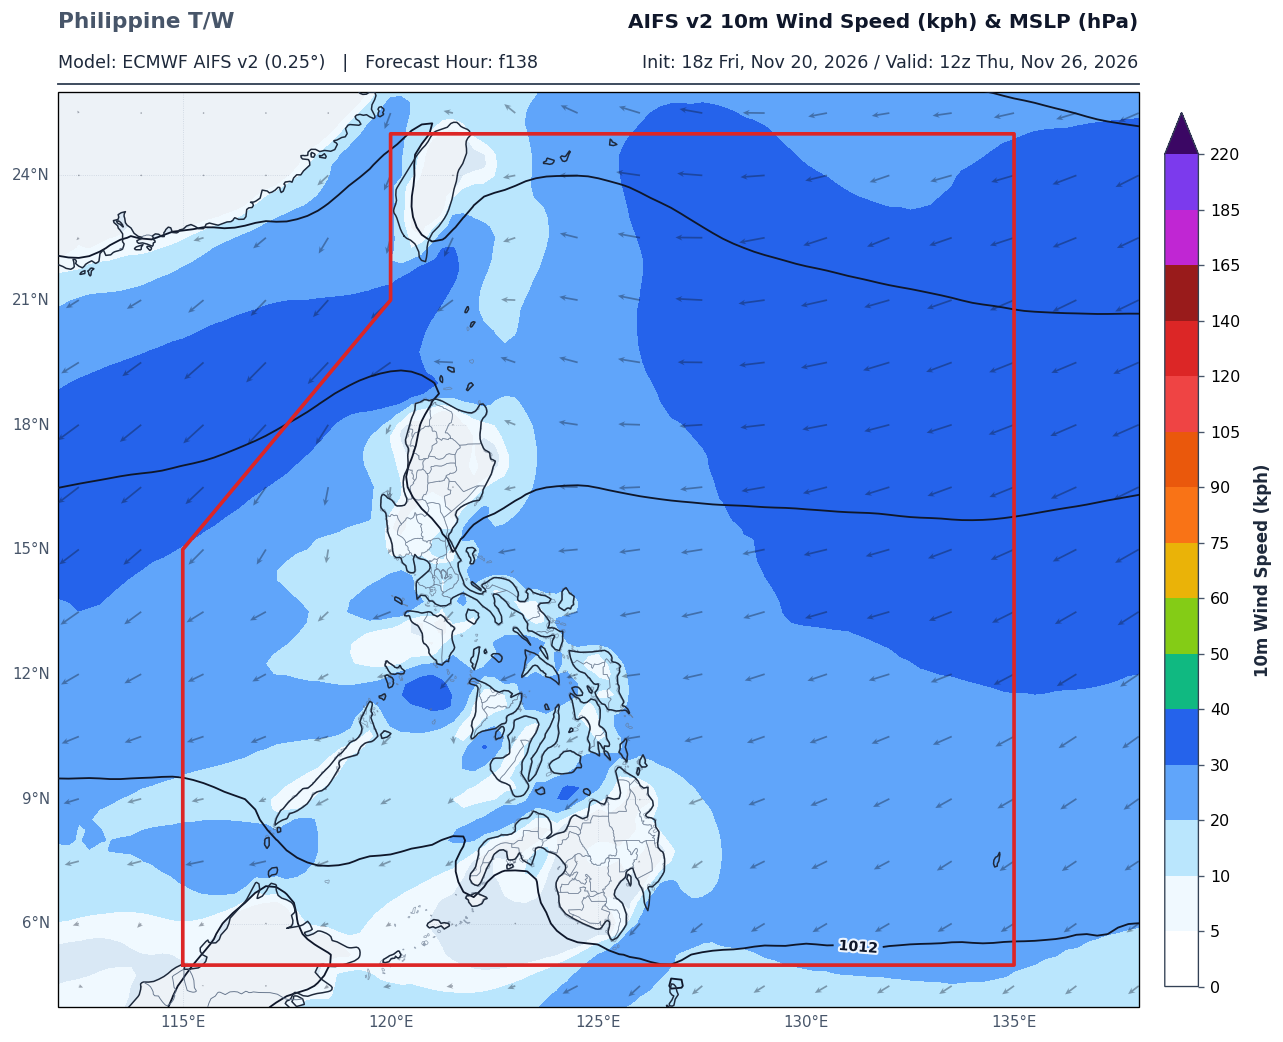 Philippine T/W
AIFS v2 10m Wind Speed (kph) & MSLP (hPa)
Model: ECMWF AIFS v2 (0.25°) | Forecast Hour: f138
Init: 18z Fri, Nov 20, 2026 / Valid: 12z Thu, Nov 26, 2026
24°N
21°N
18°N
15°N
12°N
9°N
6°N
115°E
120°E
125°E
130°E
135°E
1012
220
185
165
140
120
105
90
75
60
50
40
30
20
10
5
0
10m Wind Speed (kph)